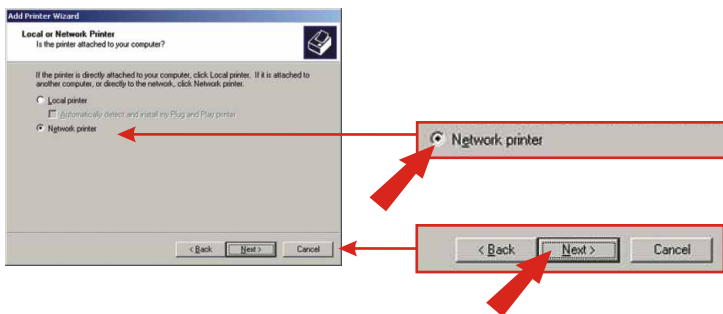 Add Printer Wizard
Local or Network Printer
Is the printer attached to your computer?
If the printer is directly attached to your computer, click Local printer. If it is attached to
another computer, or directly to the network, click Network printer.
Local printer
Automatically detect and install my Plug and Play printer
Network printer
< Back Next > Cancel
Network printer
< Back Next > Cancel